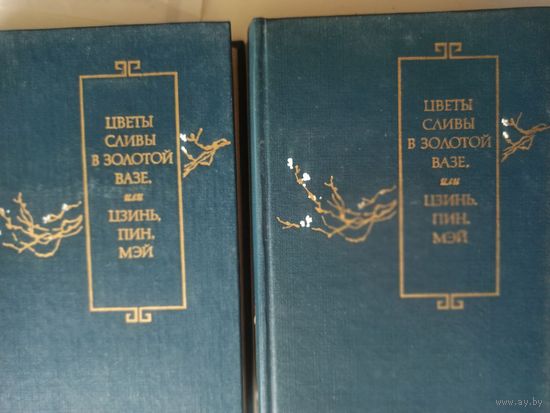 ЦВЕТЫ
СЛИВЫ
В ЗОЛОТОЙ
ВАЗЕ,
или
ЦЗИНЬ,
ПИН,
МЭЙ
ЦВЕТЫ
СЛИВЫ
В ЗОЛОТОЙ
ВАЗЕ,
или
ЦЗИНЬ,
ПИН,
МЭЙ
www.ay.by